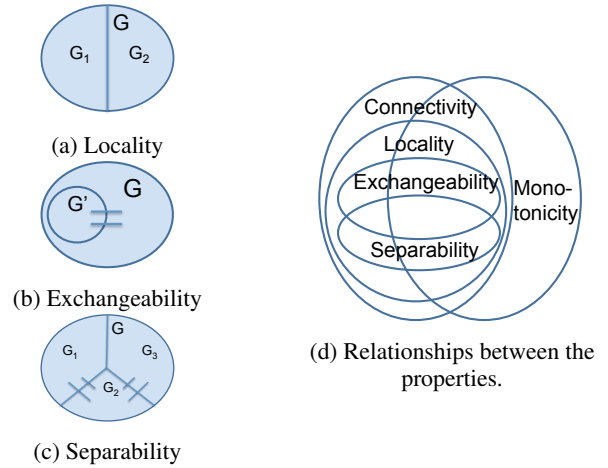 G
G₁
G₂
(a) Locality
G'
G
(b) Exchangeability
G
G₁
G₃
G₂
(c) Separability
Connectivity
Locality
Exchangeability
Mono-
tonicity
Separability
(d) Relationships between the
properties.